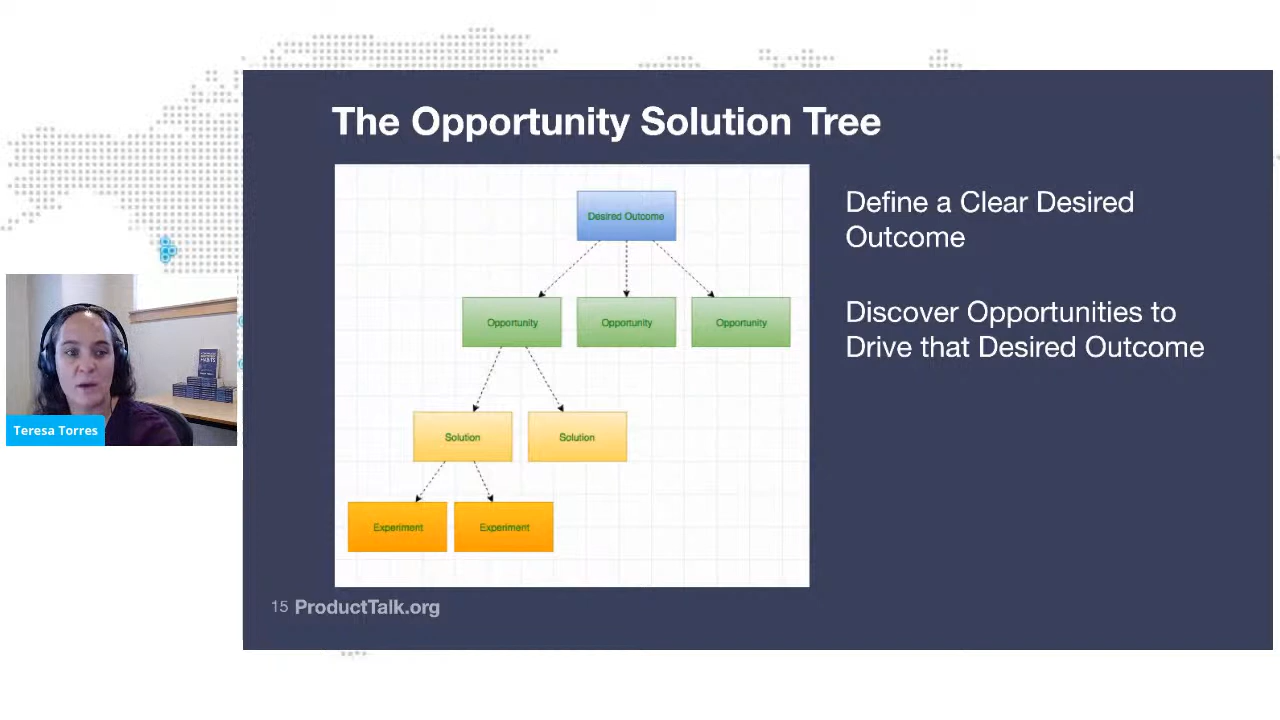 The Opportunity Solution Tree
Desired Outcome
Opportunity
Opportunity
Opportunity
Solution
Solution
Experiment
Experiment
Define a Clear Desired
Outcome
Discover Opportunities to
Drive that Desired Outcome
15 ProductTalk.org
Teresa Torres
HABITS